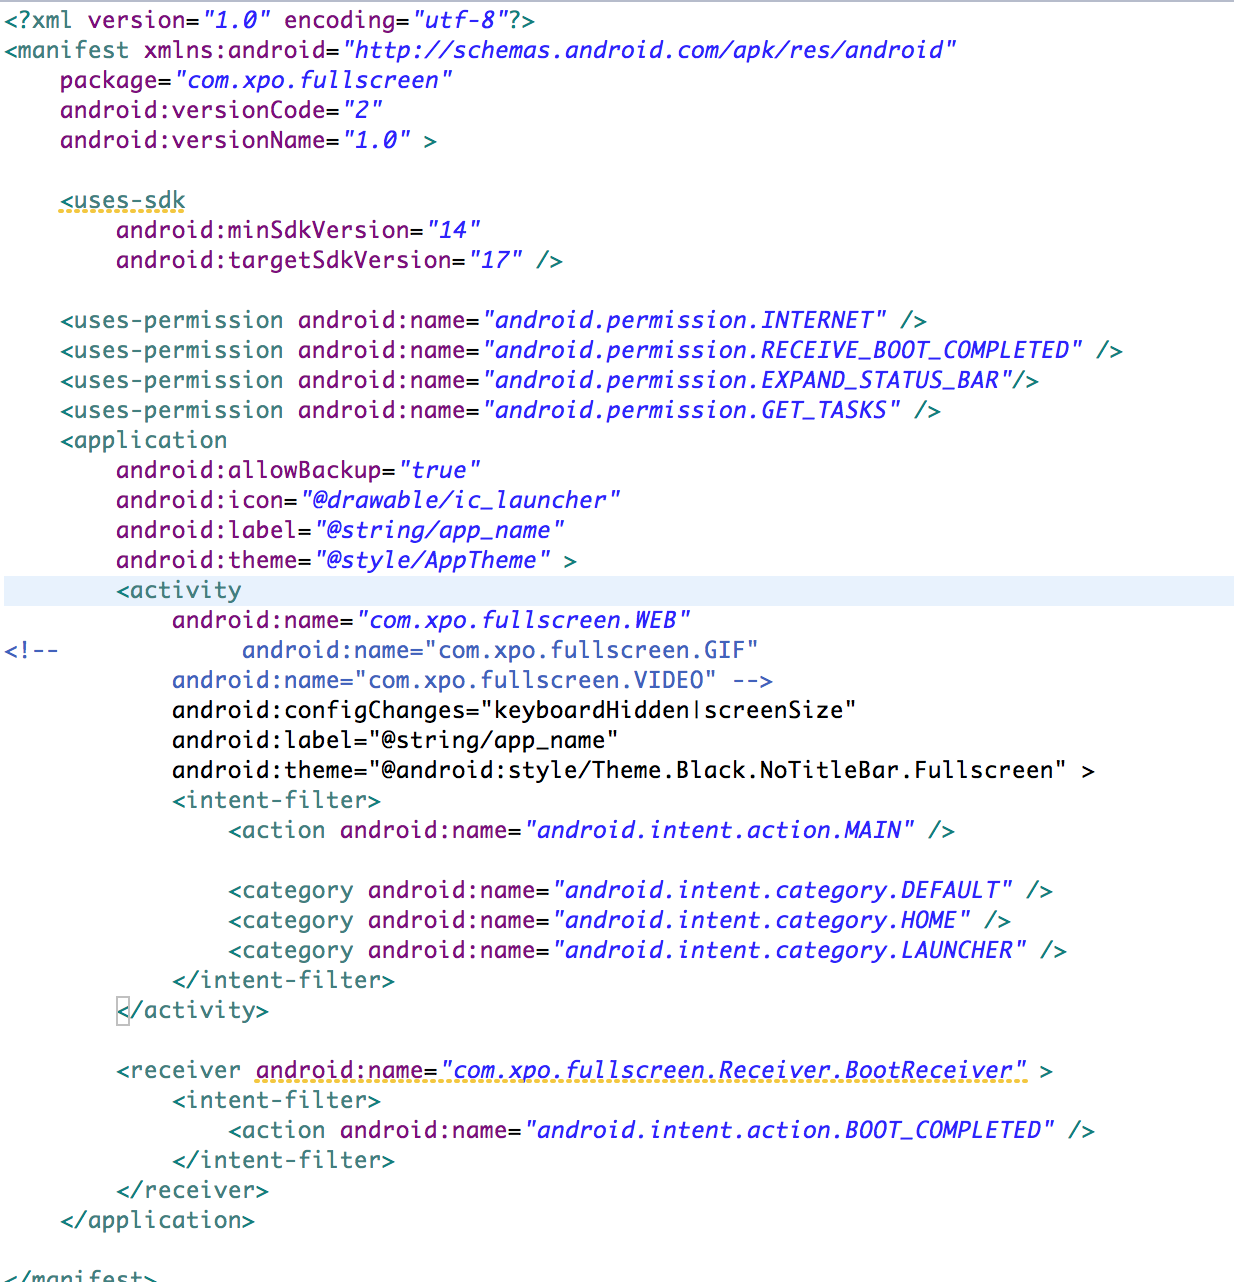 <?xml version="1.0" encoding="utf-8"?>
<manifest xmlns:android="http://schemas.android.com/apk/res/android"
    package="com.xpo.fullscreen"
    android:versionCode="2"
    android:versionName="1.0" >
    <uses-sdk
        android:minSdkVersion="14"
        android:targetSdkVersion="17" />
    <uses-permission android:name="android.permission.INTERNET" />
    <uses-permission android:name="android.permission.RECEIVE_BOOT_COMPLETED" />
    <uses-permission android:name="android.permission.EXPAND_STATUS_BAR"/>
    <uses-permission android:name="android.permission.GET_TASKS" />
    <application
        android:allowBackup="true"
        android:icon="@drawable/ic_launcher"
        android:label="@string/app_name"
        android:theme="@style/AppTheme" >
        <activity
            android:name="com.xpo.fullscreen.WEB"
<!--             android:name="com.xpo.fullscreen.GIF"
            android:name="com.xpo.fullscreen.VIDEO" -->
            android:configChanges="keyboardHidden|screenSize"
            android:label="@string/app_name"
            android:theme="@android:style/Theme.Black.NoTitleBar.Fullscreen" >
            <intent-filter>
                <action android:name="android.intent.action.MAIN" />
                <category android:name="android.intent.category.DEFAULT" />
                <category android:name="android.intent.category.HOME" />
                <category android:name="android.intent.category.LAUNCHER" />
            </intent-filter>
        </activity>
        <receiver android:name="com.xpo.fullscreen.Receiver.BootReceiver" >
            <intent-filter>
                <action android:name="android.intent.action.BOOT_COMPLETED" />
            </intent-filter>
        </receiver>
    </application>
</manifest>